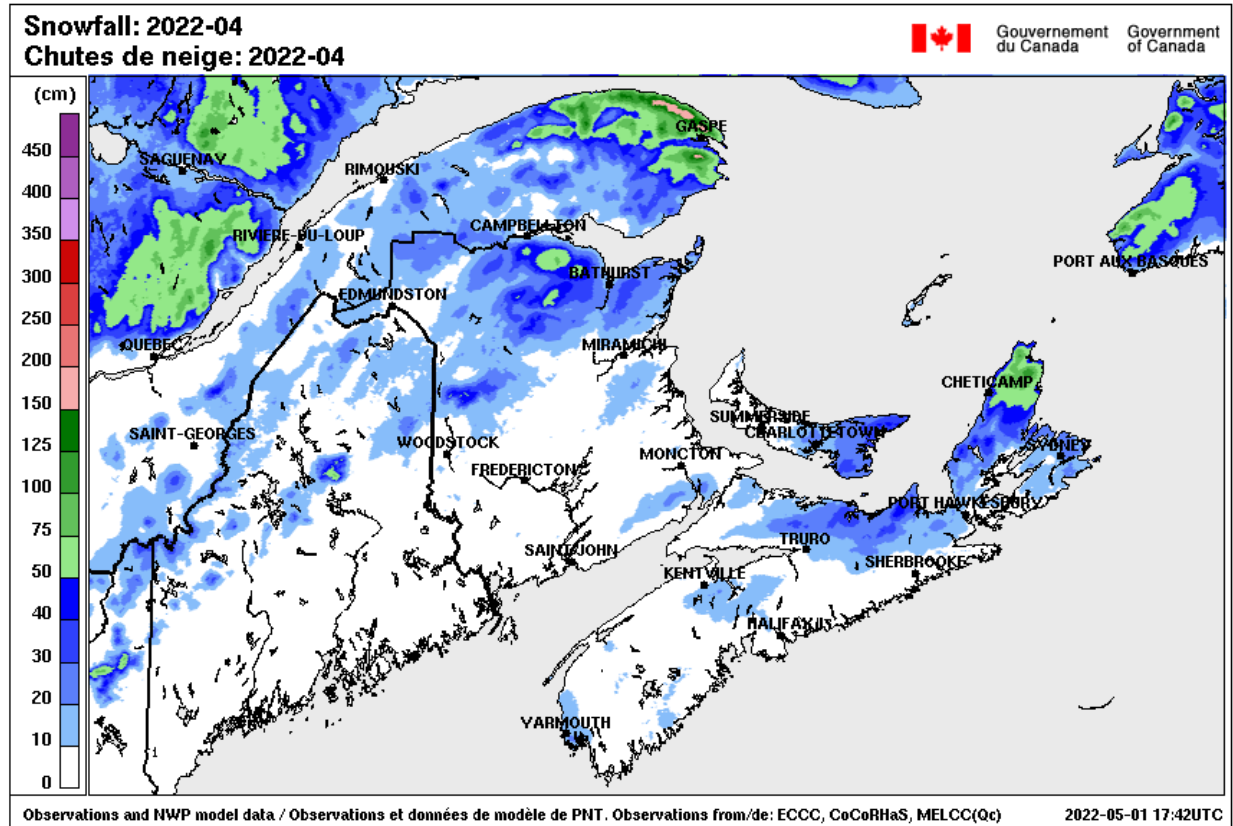 Snowfall: 2022-04
Chutes de neige: 2022-04
Gouvernement du Canada
Government of Canada
(cm)
450
400
350
300
250
200
150
125
100
75
50
40
30
20
10
0
GASPE
SAGUENAY
RIMOUSKI
CAMPBELLTON
RIVIERE-DU-LOUP
PORT AUX BASQUES
BATHURST
EDMUNDSTON
QUEBEC
MIRAMICHI
CHETICAMP
SUMMERSIDE
SAINT-GEORGES
CHARLOTTETOWN
WOODSTOCK
SYDNEY
MONCTON
FREDERICTON
PORT HAWKESBURY
TRURO
SAINT JOHN
SHERBROOKE
KENTVILLE
HALIFAX
YARMOUTH
Observations and NWP model data / Observations et données de modèle de PNT. Observations from/de: ECCC, CoCoRHaS, MELCC(Qc)
2022-05-01 17:42UTC